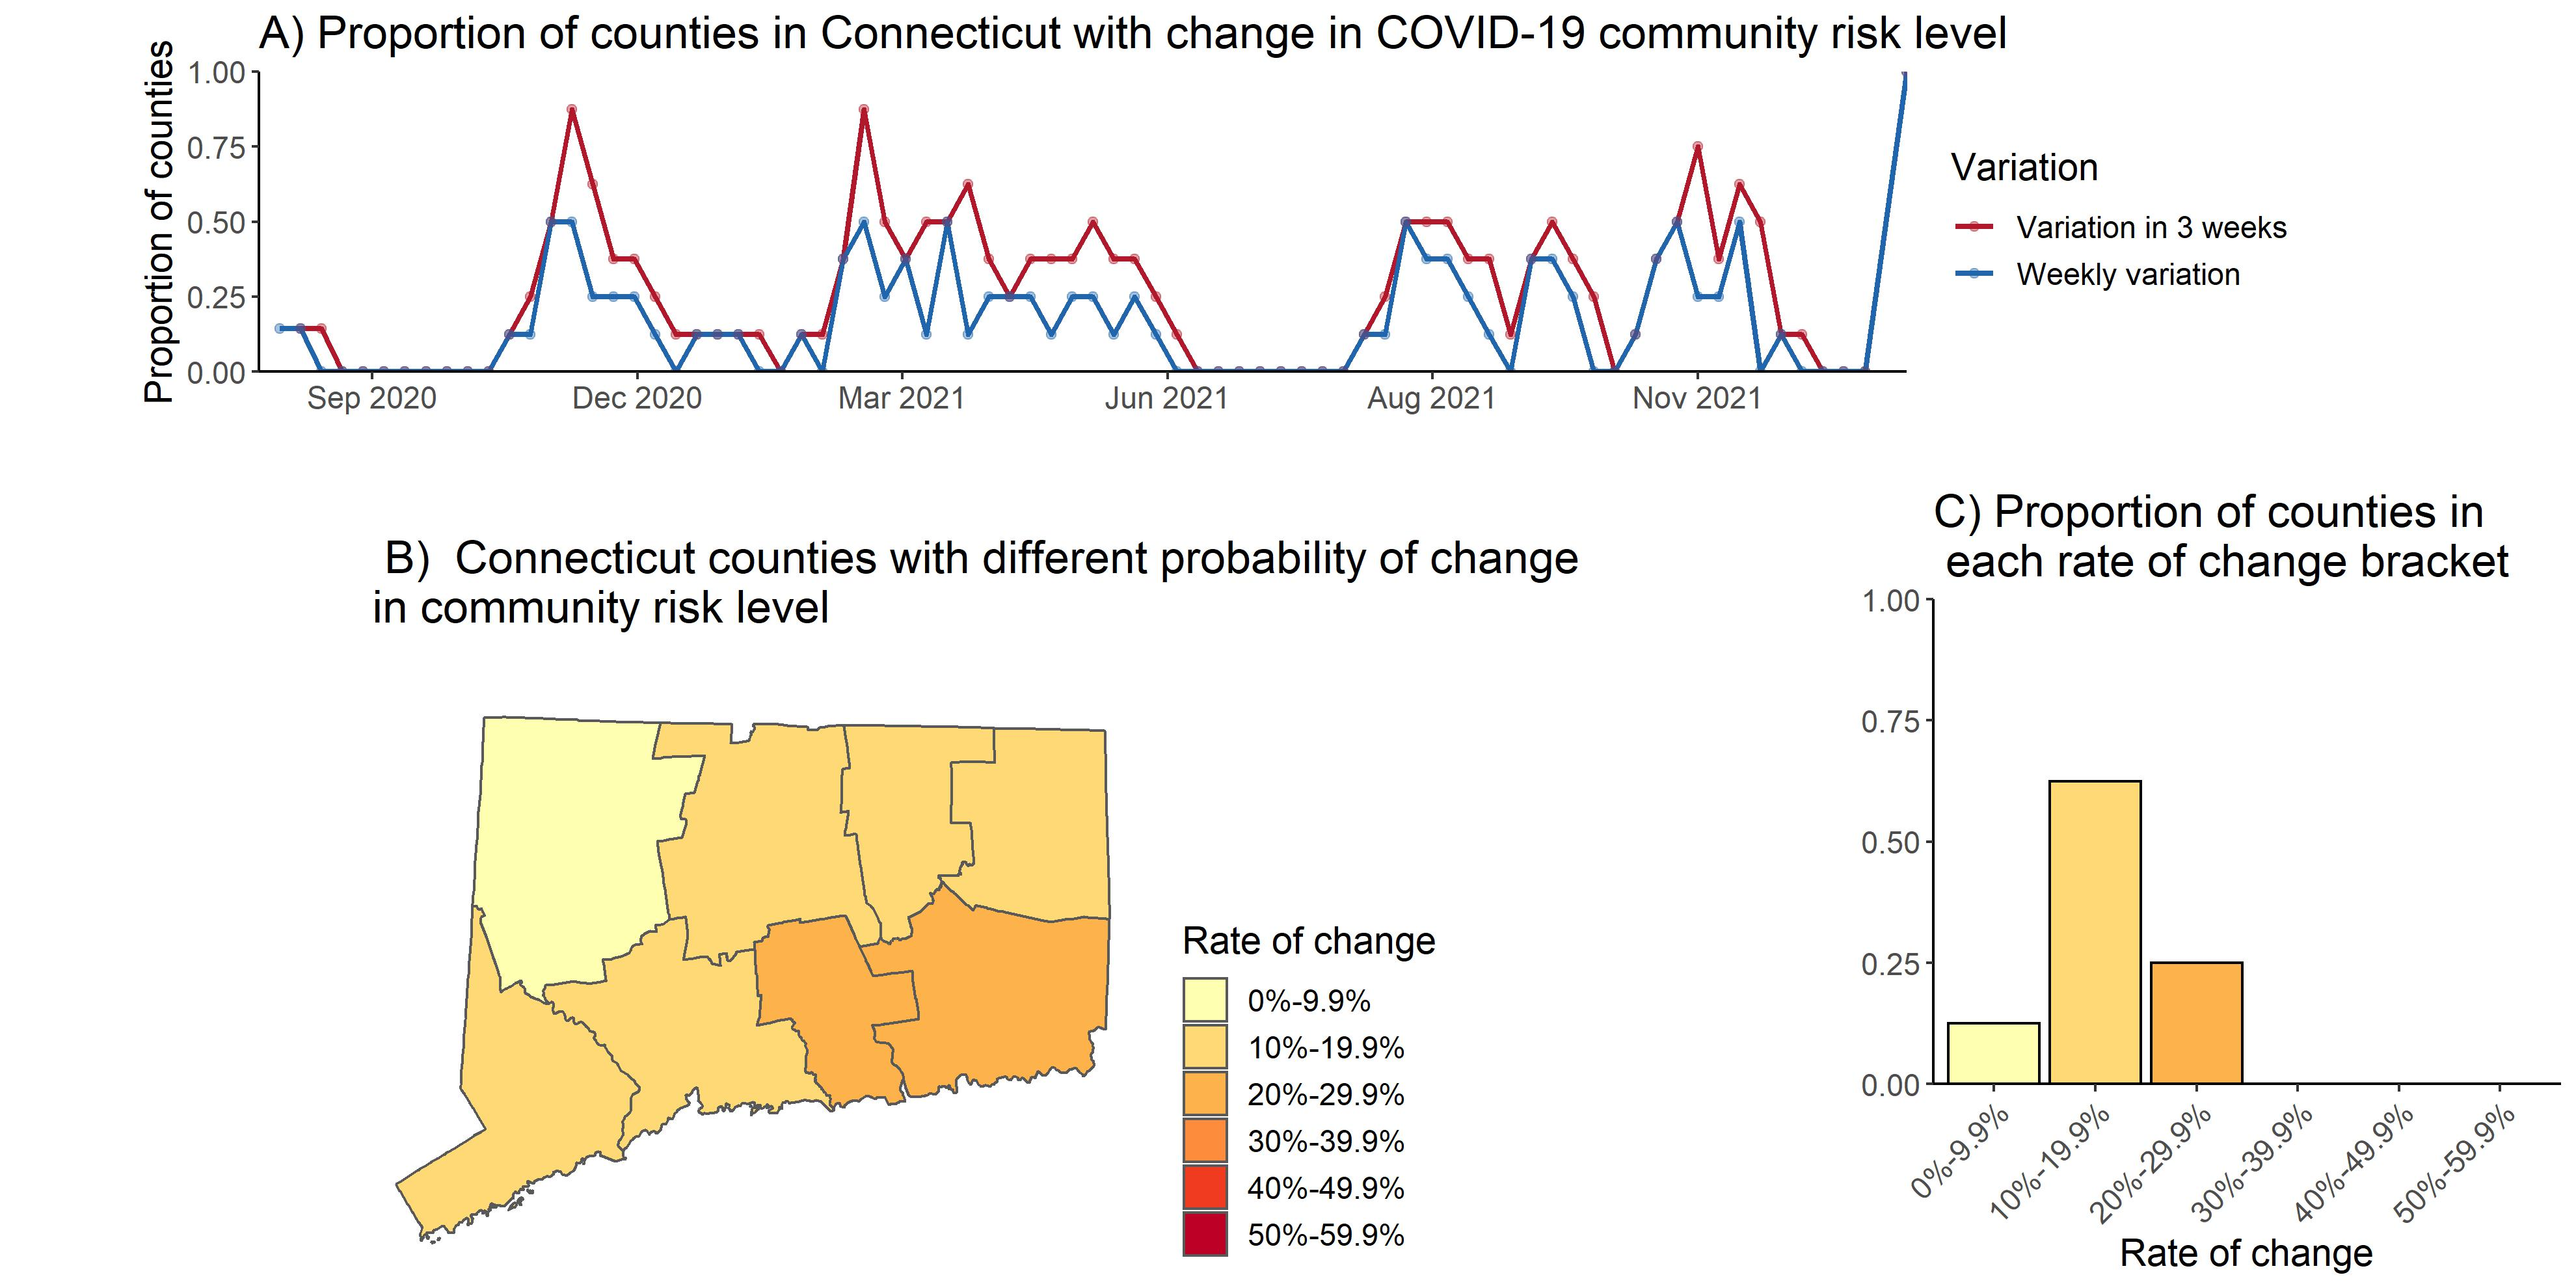 A) Proportion of counties in Connecticut with change in COVID-19 community risk level
Proportion of counties
1.00
0.75
0.50
0.25
0.00
Sep 2020 Dec 2020 Mar 2021 Jun 2021 Aug 2021 Nov 2021
Variation
Variation in 3 weeks
Weekly variation
B) Connecticut counties with different probability of change
in community risk level
Rate of change
0%-9.9%
10%-19.9%
20%-29.9%
30%-39.9%
40%-49.9%
50%-59.9%
C) Proportion of counties in
each rate of change bracket
1.00
0.75
0.50
0.25
0.00
0%-9.9%
10%-19.9%
20%-29.9%
30%-39.9%
40%-49.9%
50%-59.9%
Rate of change